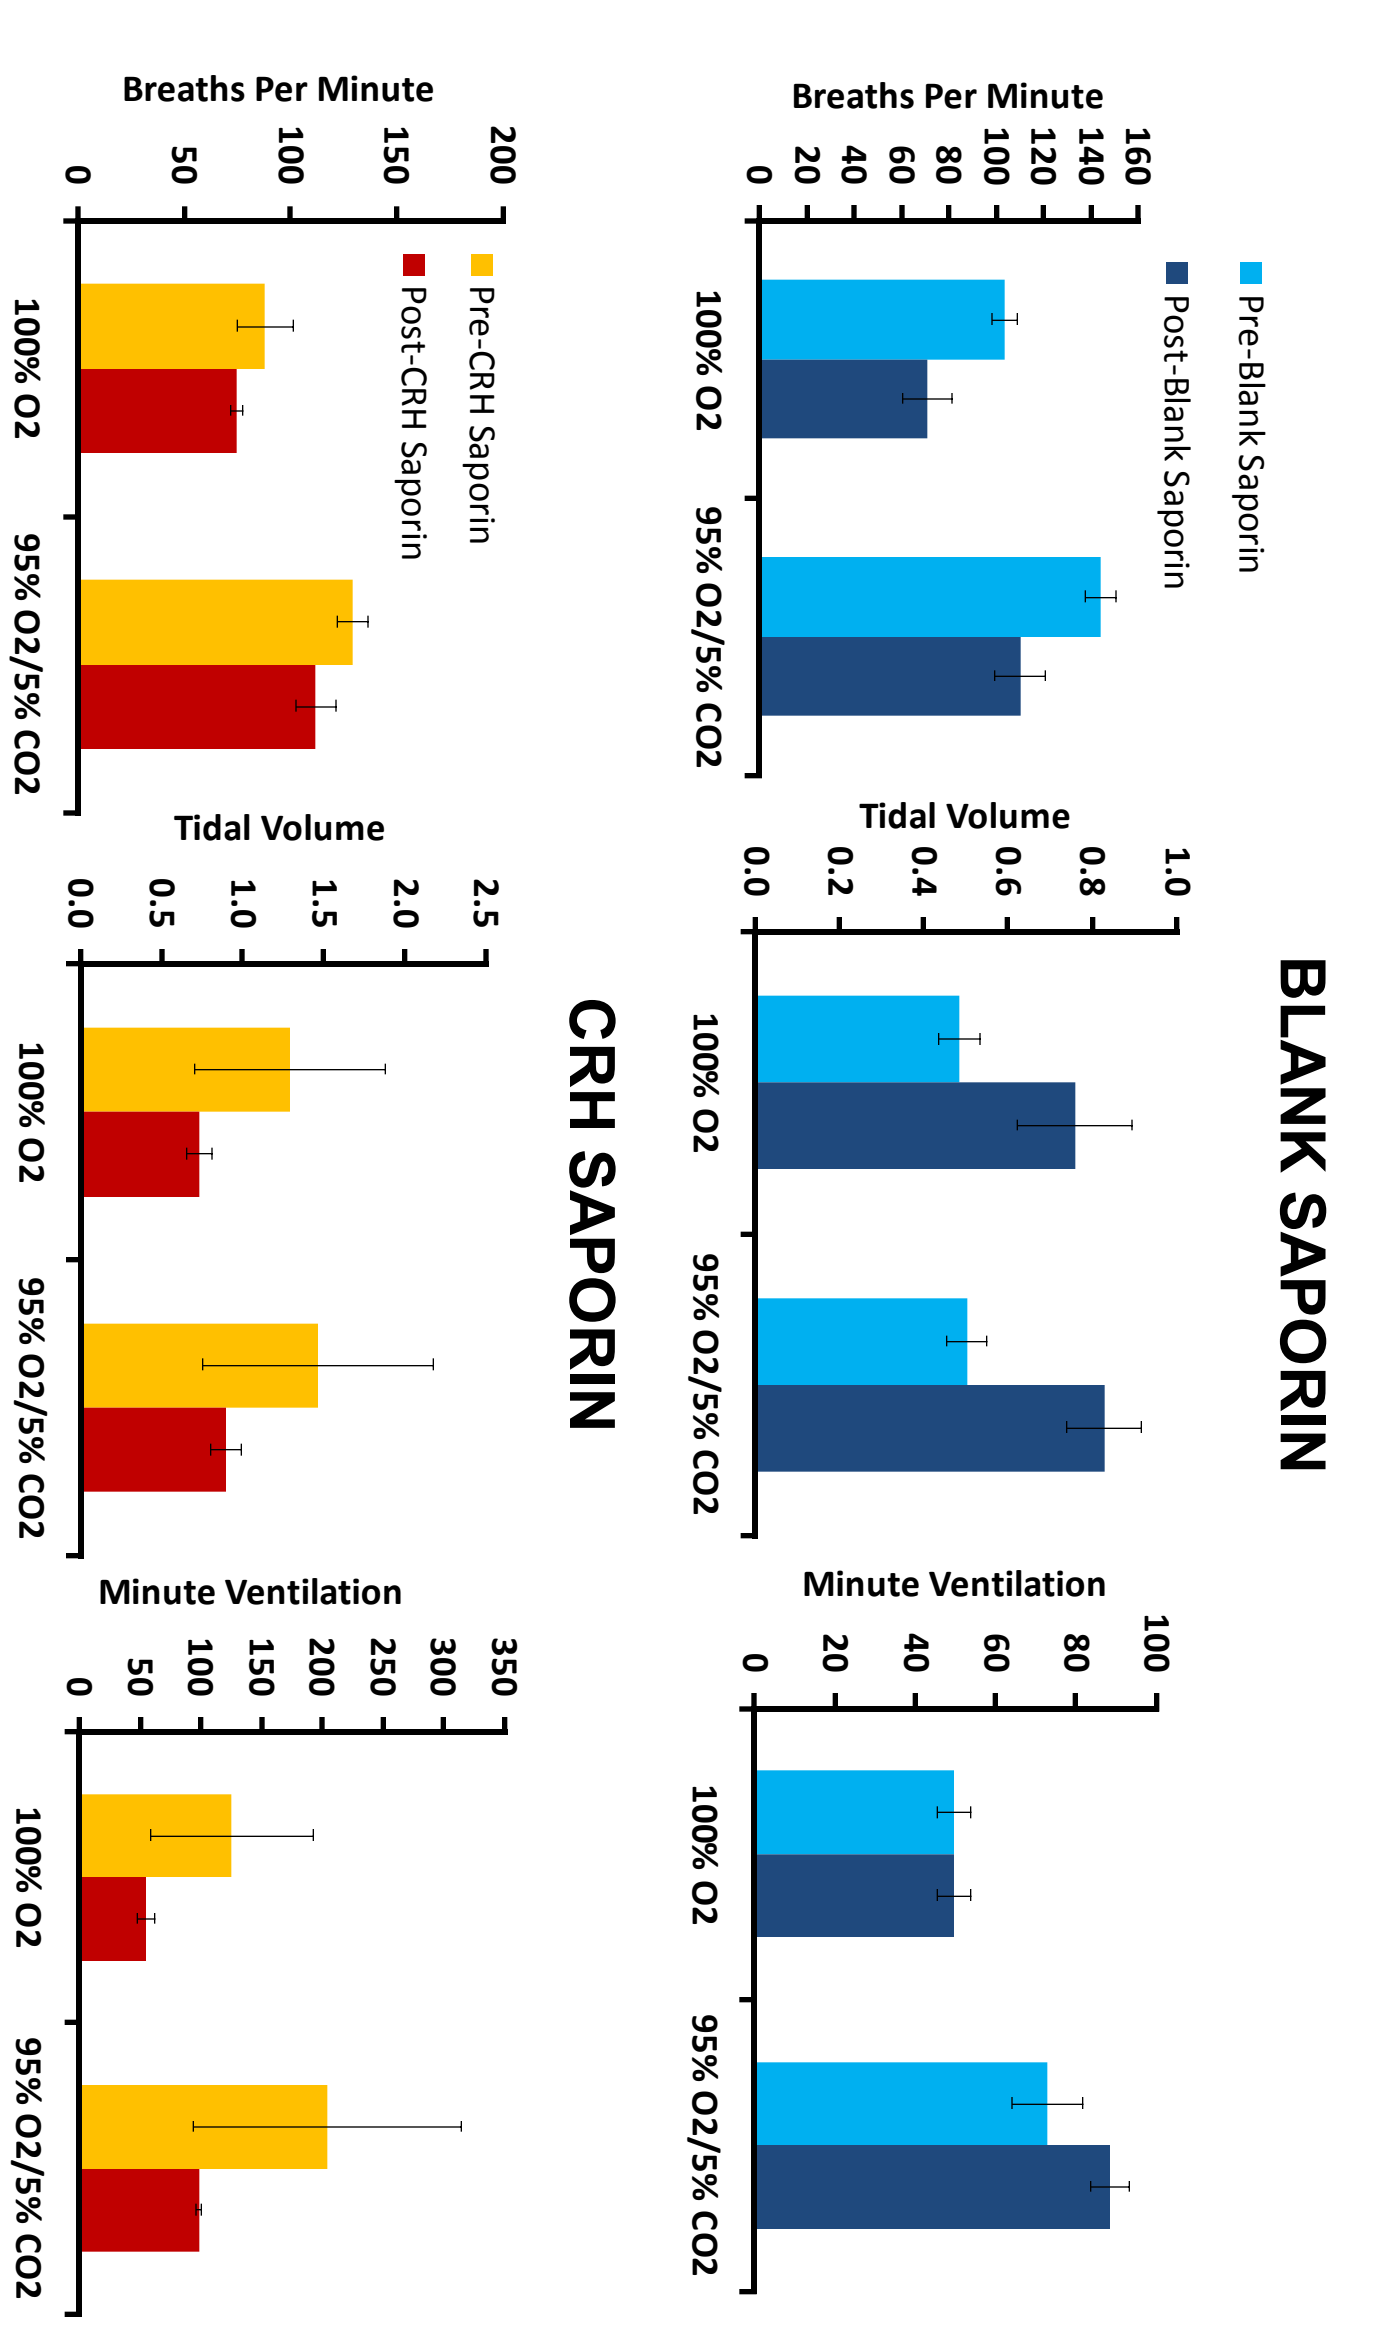 BLANK SAPORIN
Pre-Blank Saporin
Post-Blank Saporin
Breaths Per Minute
160
140
120
100
80
60
40
20
0
100% O2
95% O2/5% CO2
Tidal Volume
1.0
0.8
0.6
0.4
0.2
0.0
100% O2
95% O2/5% CO2
Minute Ventilation
100
80
60
40
20
0
100% O2
95% O2/5% CO2
CRH SAPORIN
Pre-CRH Saporin
Post-CRH Saporin
Breaths Per Minute
200
150
100
50
0
100% O2
95% O2/5% CO2
Tidal Volume
2.5
2.0
1.5
1.0
0.5
0.0
100% O2
95% O2/5% CO2
Minute Ventilation
350
300
250
200
150
100
50
0
100% O2
95% O2/5% CO2